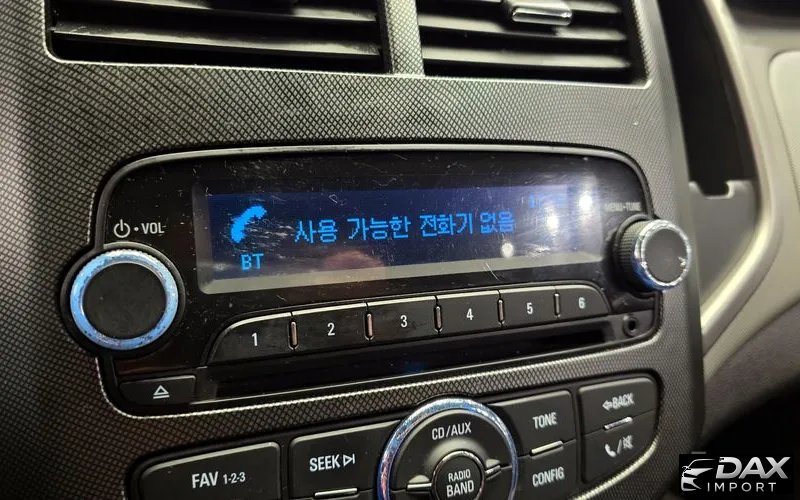 VOL
MENU-TUNE
사용 가능한 전화기 없음
BT
1 2 3 4 5 6
FAV 1-2-3
SEEK
CD/AUX
RADIO
BAND
TONE
CONFIG
BACK
DAX
IMPORT